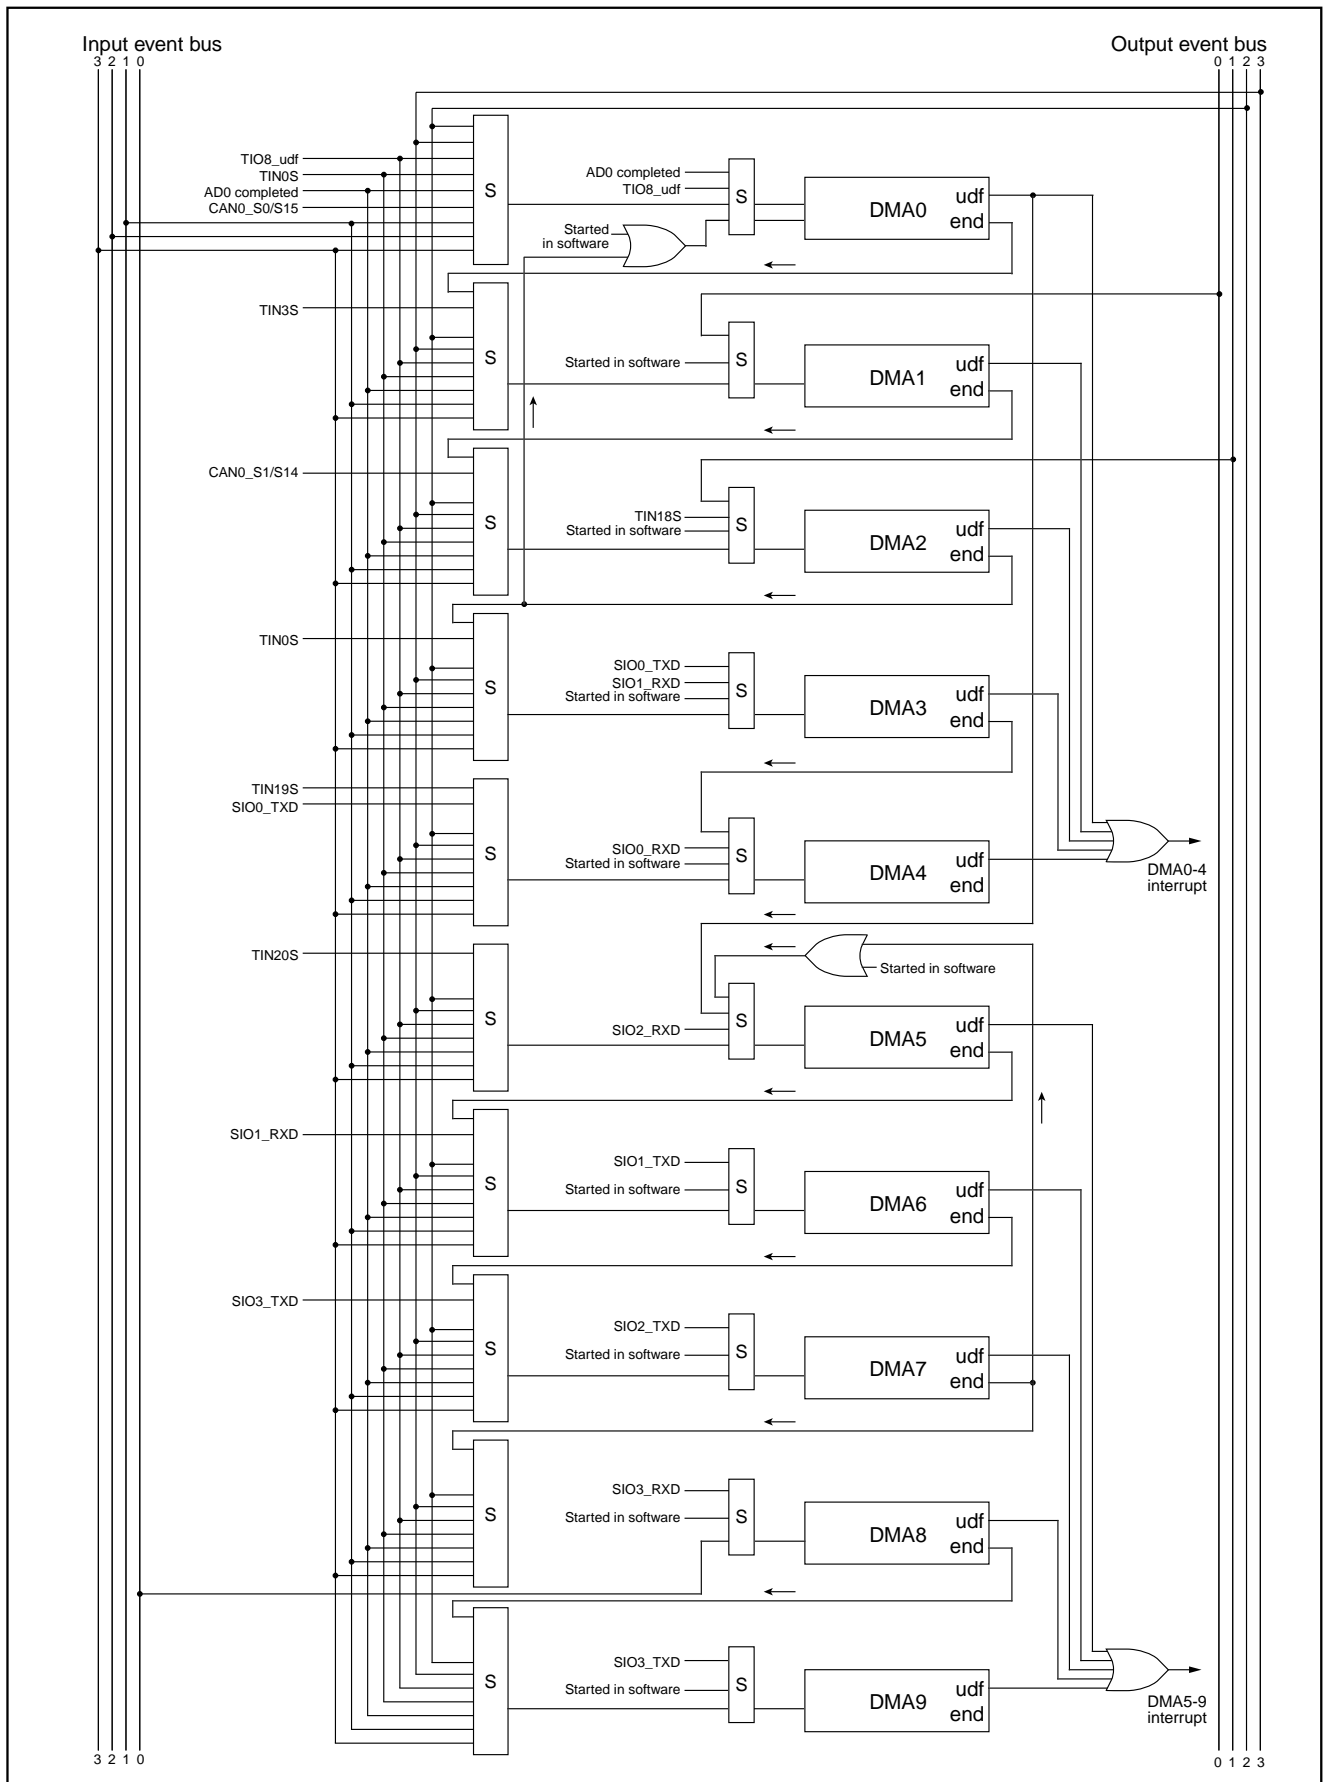 Input event bus
Output event bus
3 2 1 0
0 1 2 3
TIO8_udf
TIN0S
AD0 completed
CAN0_S0/S15
S
AD0 completed
TIO8_udf
S
Started
in software
DMA0
udf
end
TIN3S
S
Started in software
S
DMA1
udf
end
CAN0_S1/S14
S
TIN18S
Started in software
S
DMA2
udf
end
TIN0S
S
SIO0_TXD
SIO1_RXD
Started in software
S
DMA3
udf
end
TIN19S
SIO0_TXD
S
SIO0_RXD
Started in software
S
DMA4
udf
end
DMA0-4
interrupt
TIN20S
S
Started in software
SIO2_RXD
S
DMA5
udf
end
SIO1_RXD
S
SIO1_TXD
Started in software
S
DMA6
udf
end
SIO3_TXD
S
SIO2_TXD
Started in software
S
DMA7
udf
end
S
SIO3_RXD
Started in software
S
DMA8
udf
end
S
SIO3_TXD
Started in software
S
DMA9
udf
end
DMA5-9
interrupt
3 2 1 0
0 1 2 3